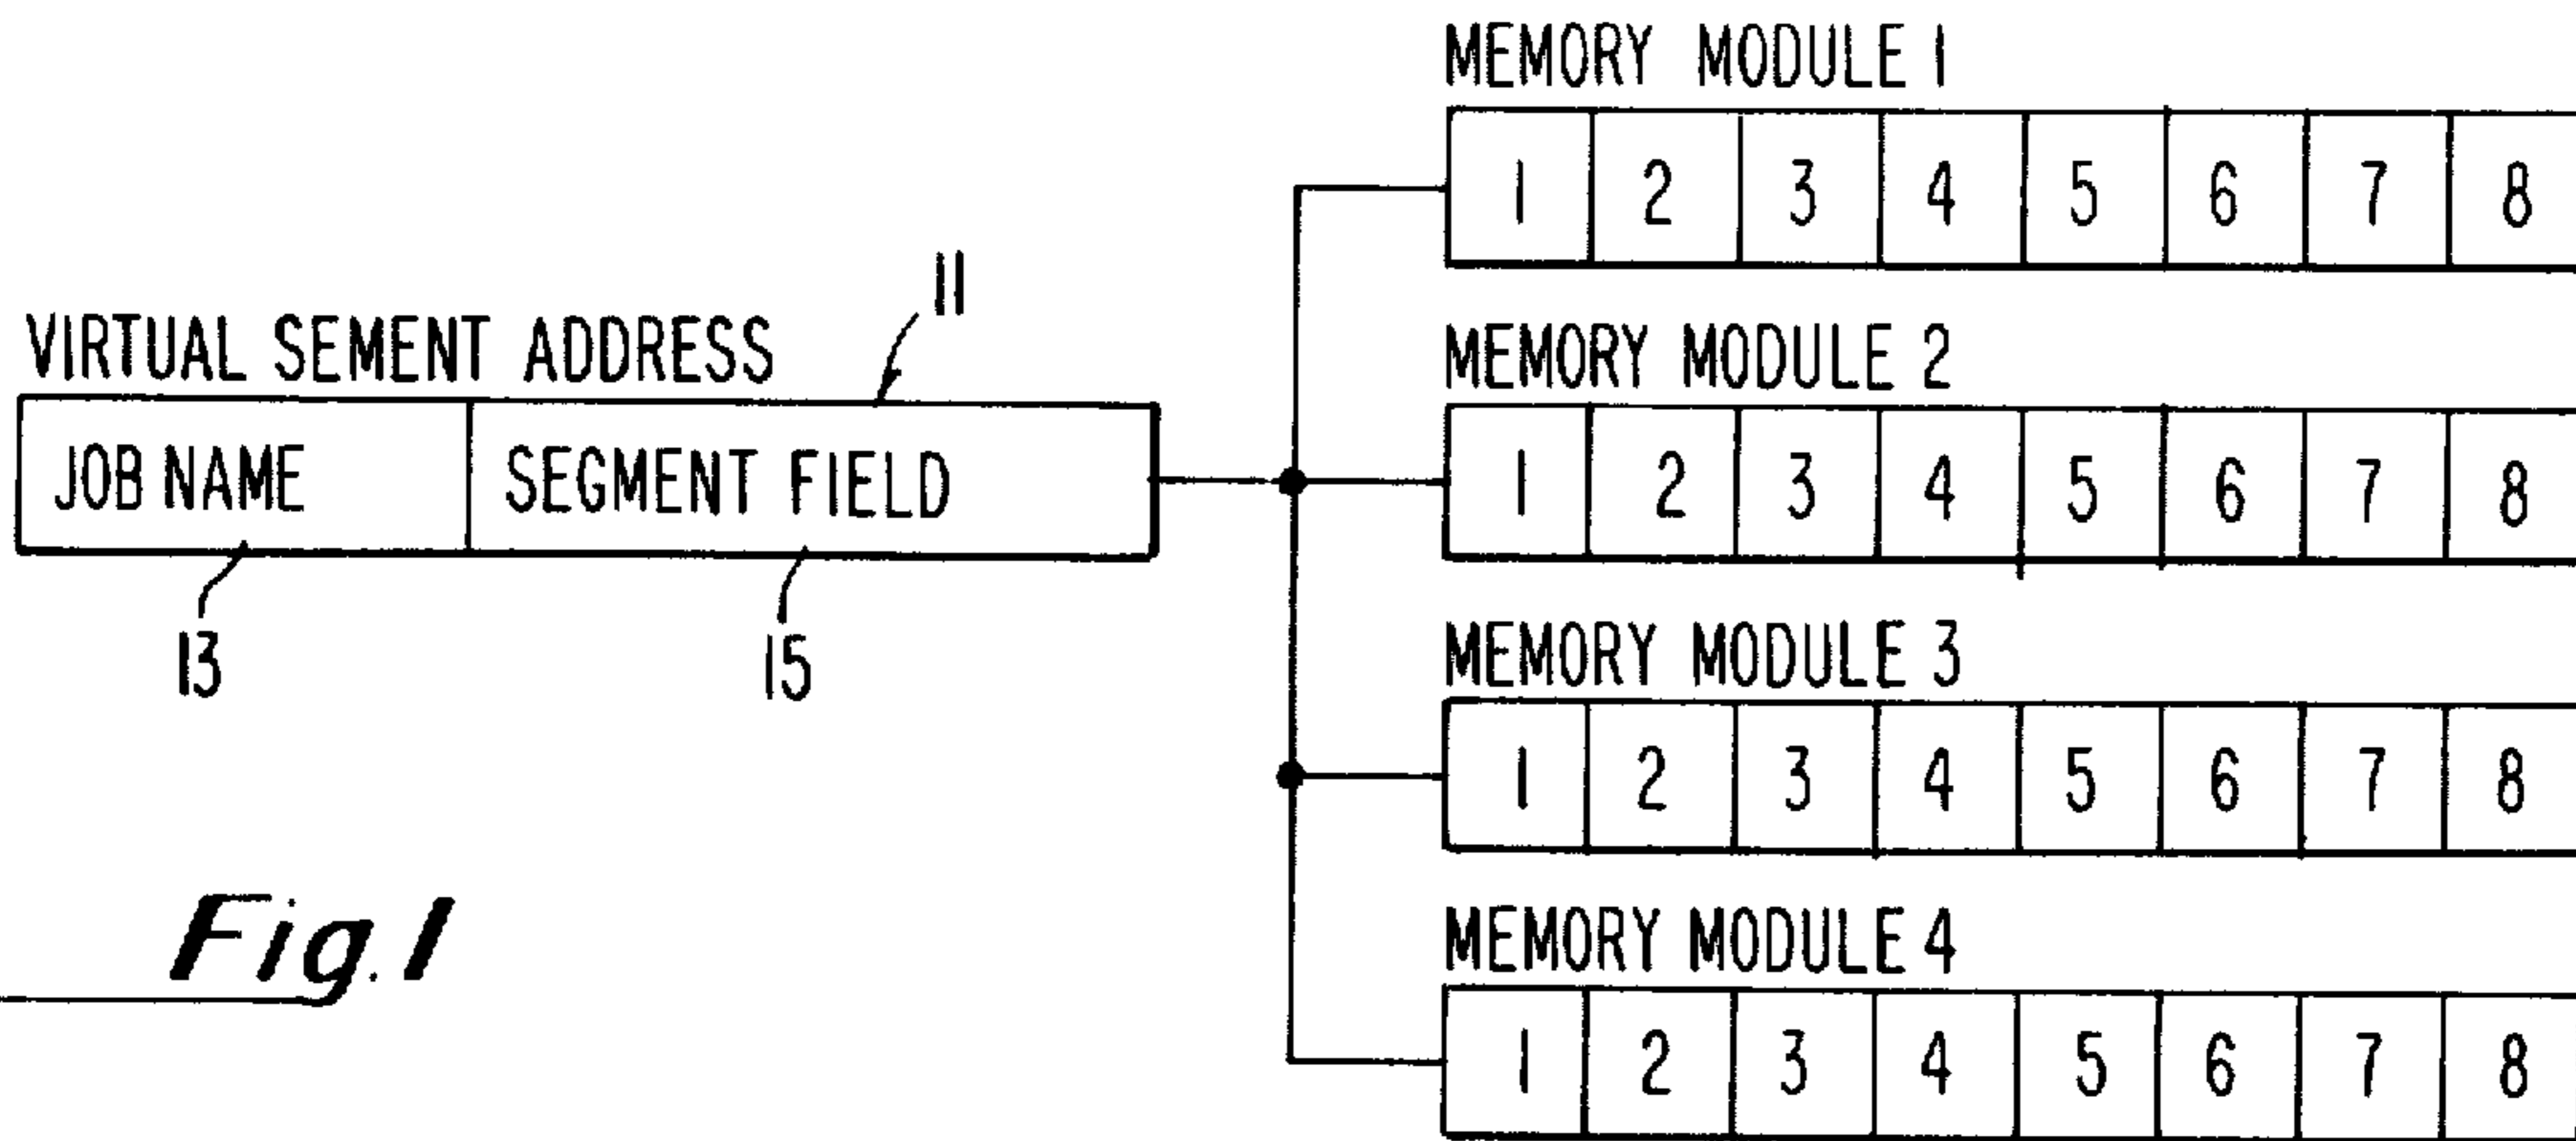 MEMORY MODULE 1
1 2 3 4 5 6 7 8
11
VIRTUAL SEMENT ADDRESS
JOB NAME SEGMENT FIELD
13 15
MEMORY MODULE 2
1 2 3 4 5 6 7 8
MEMORY MODULE 3
1 2 3 4 5 6 7 8
MEMORY MODULE 4
1 2 3 4 5 6 7 8
Fig. 1